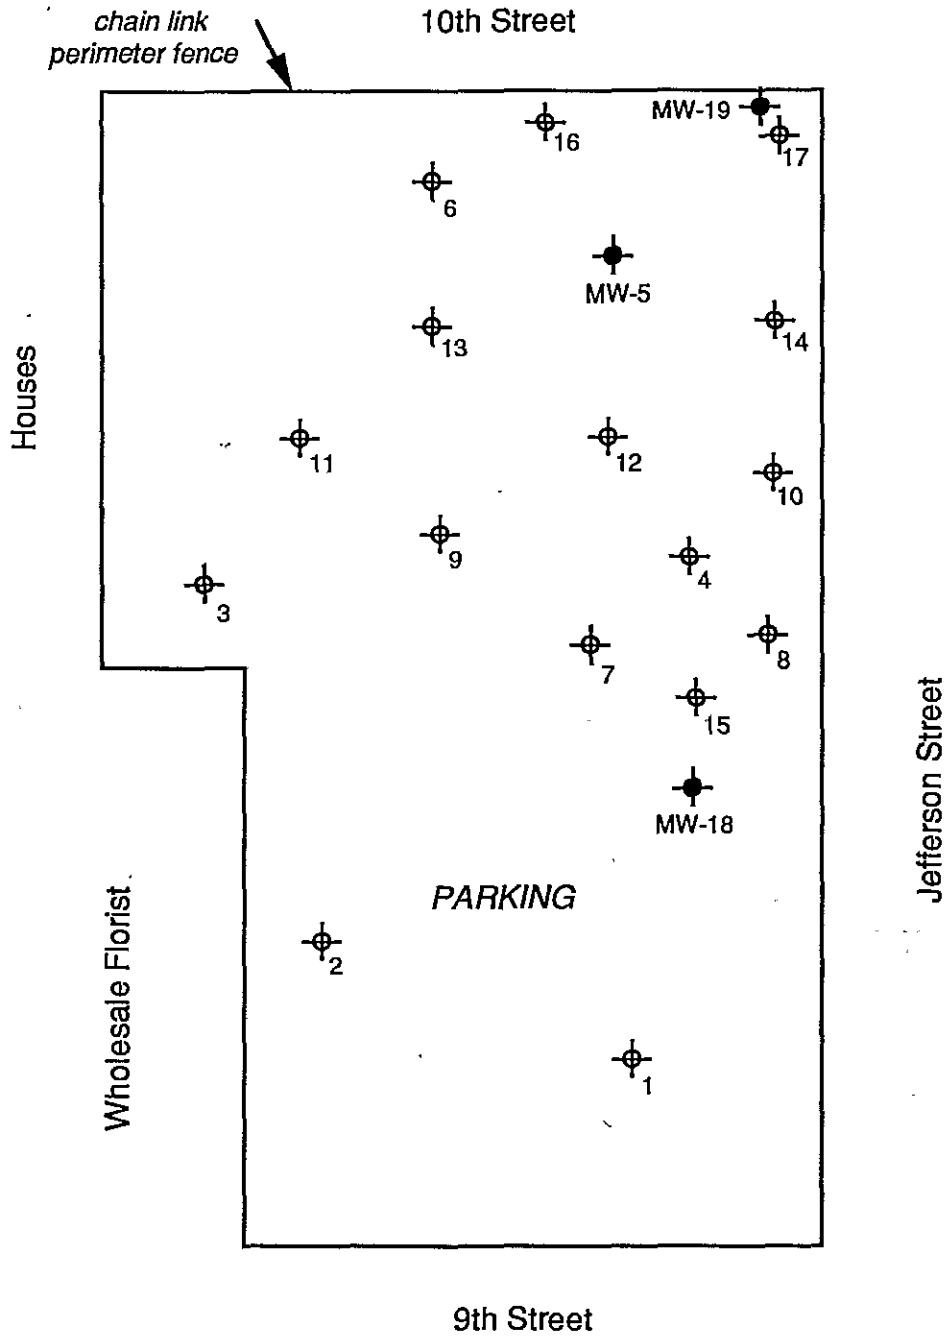 10th Street
chain link
perimeter fence
MW-19
16
17
6
MW-5
13
14
Houses
11
12
10
9
4
3
7
8
15
Jefferson Street
MW-18
PARKING
Wholesale Florist
2
1
9th Street